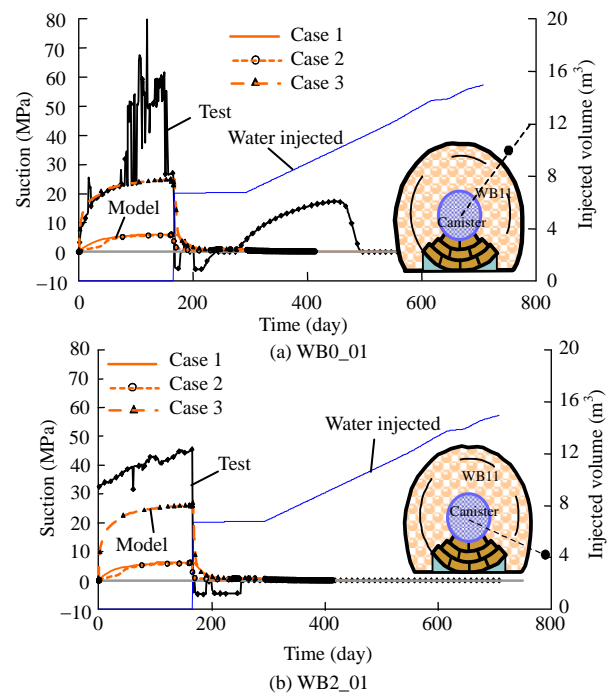 80
70
60
50
40
30
20
10
0
−10
Suction (MPa)
Case 1
Case 2
Case 3
Test
Water injected
Model
WB11
Canister
20
16
12
8
4
0
Injected volume (m³)
0 200 400 600 800
Time (day)
(a) WB0_01
80
70
60
50
40
30
20
10
0
−10
Suction (MPa)
Case 1
Case 2
Case 3
Water injected
Test
Model
WB11
Canister
20
16
12
8
4
0
Injected volume (m³)
0 200 400 600 800
Time (day)
(b) WB2_01